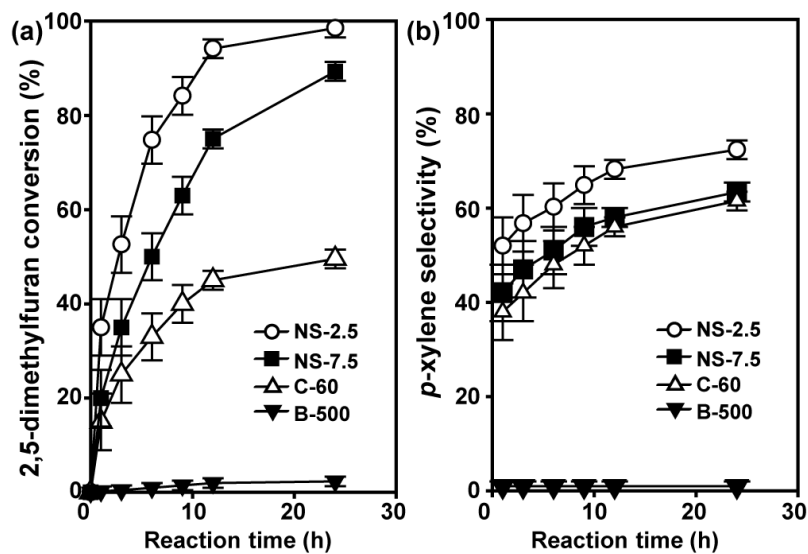 (a)
2,5-dimethylfuran conversion (%)
100
80
60
40
20
0
0
10
20
30
Reaction time (h)
NS-2.5
NS-7.5
C-60
B-500
(b)
p-xylene selectivity (%)
100
80
60
40
20
0
0
10
20
30
Reaction time (h)
NS-2.5
NS-7.5
C-60
B-500